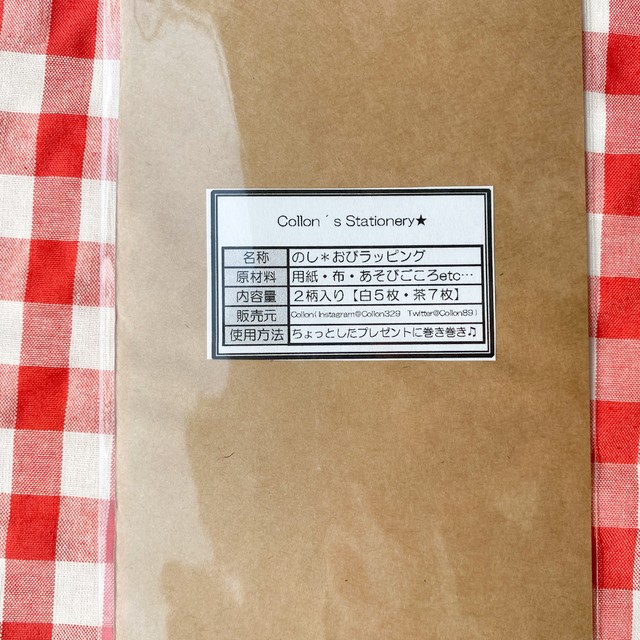 Collon´s Stationery★
名称 のし＊おびラッピング
原材料 用紙・布・あそびごころetc…
内容量 2柄入り【白5枚・茶7枚】
販売元 Collon(Instagram@Collon329 Twitter@Collon89)
使用方法 ちょっとしたプレゼントに巻き巻き♫